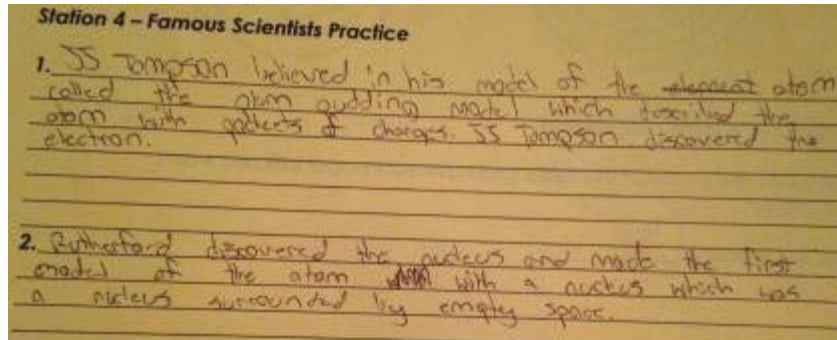 Station 4 – Famous Scientists Practice
1. JJ Tompson believed in his model of the atom
called the plum pudding model which described the
atom with pockets of charges. JJ Tompson discovered the
electron.
2. Rutherford discovered the nucleus and made the first
model of the atom with a nucleus which was
a nucleus surrounded by empty space.